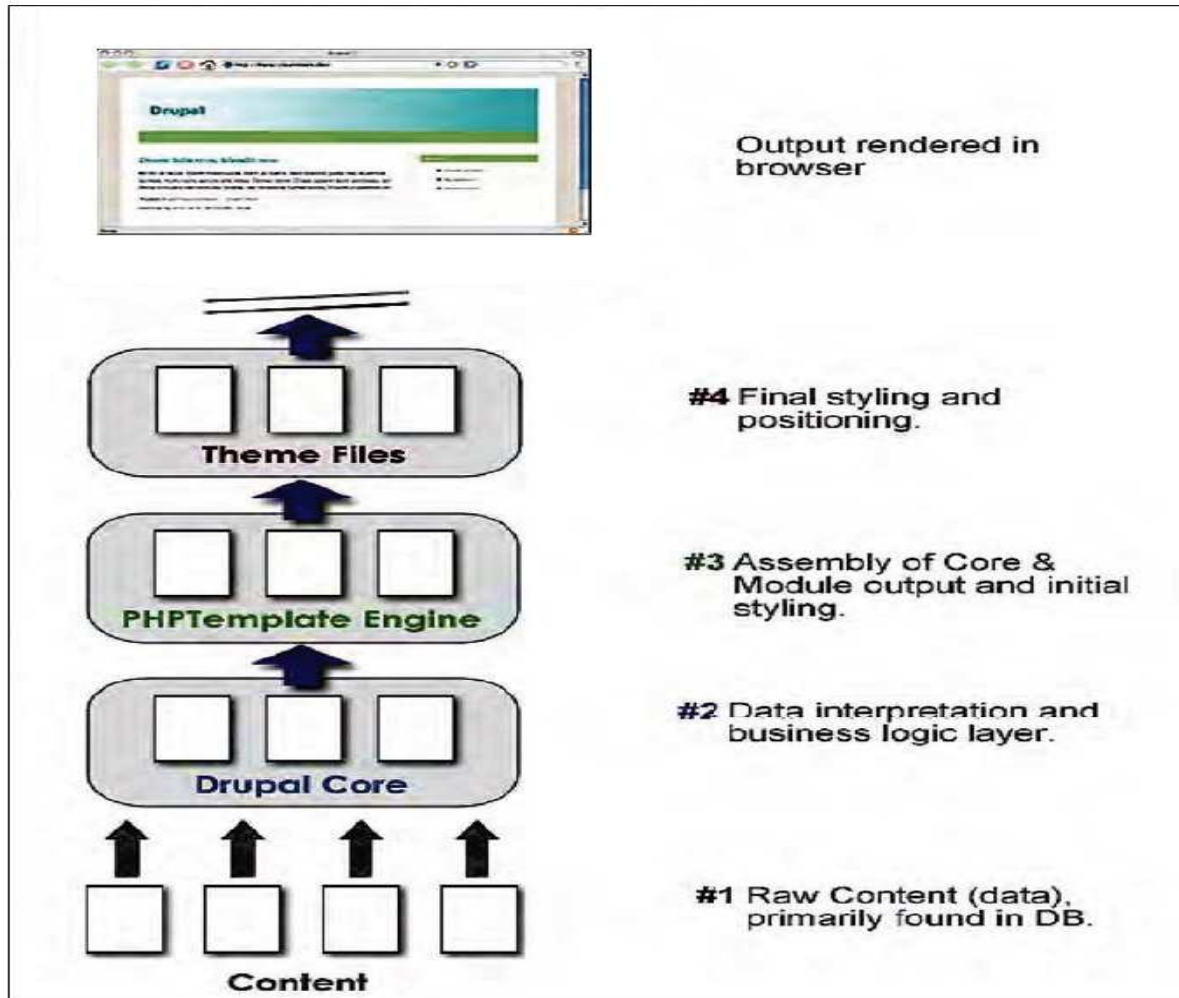 Drupal
Output rendered in
browser
#4 Final styling and
positioning.
Theme Files
#3 Assembly of Core &
Module output and initial
styling.
PHPTemplate Engine
#2 Data interpretation and
business logic layer.
Drupal Core
#1 Raw Content (data),
primarily found in DB.
Content